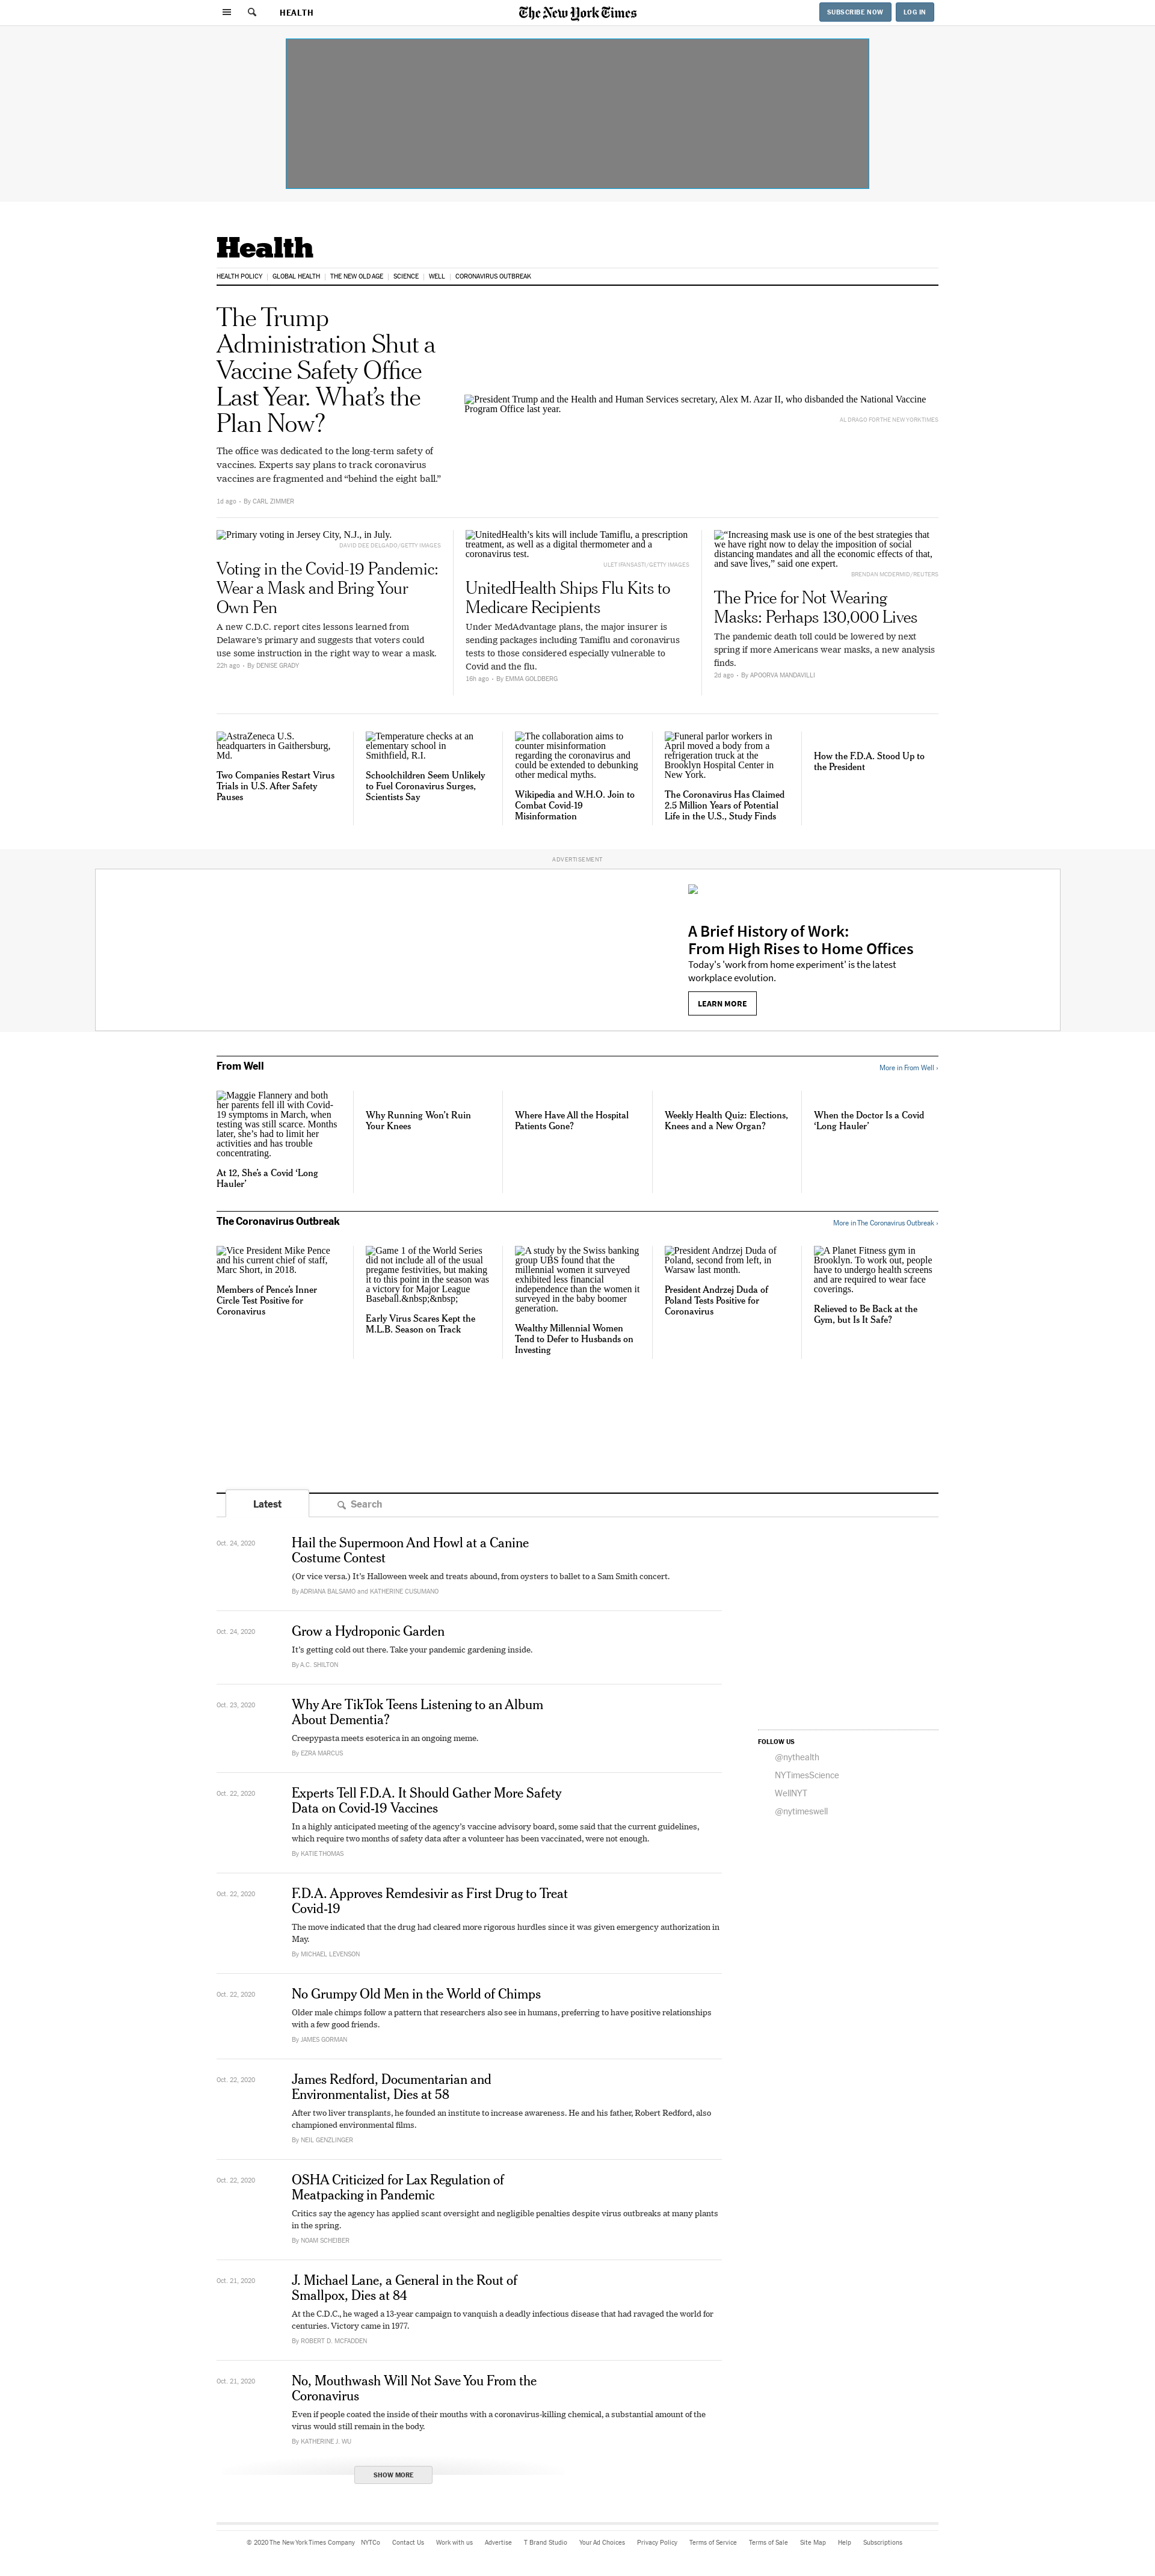 HEALTH
The New York Times
SUBSCRIBE NOW
LOG IN
Health
HEALTH POLICY | GLOBAL HEALTH | THE NEW OLD AGE | SCIENCE | WELL | CORONAVIRUS OUTBREAK
The Trump
Administration Shut a
Vaccine Safety Office
Last Year. What’s the
Plan Now?
The office was dedicated to the long-term safety of
vaccines. Experts say plans to track coronavirus
vaccines are fragmented and “behind the eight ball.”
1d ago • By CARL ZIMMER
President Trump and the Health and Human Services secretary, Alex M. Azar II, who disbanded the National Vaccine
Program Office last year.
AL DRAGO FOR THE NEW YORK TIMES
Primary voting in Jersey City, N.J., in July.
DAVID DEE DELGADO/GETTY IMAGES
Voting in the Covid-19 Pandemic:
Wear a Mask and Bring Your
Own Pen
A new C.D.C. report cites lessons learned from
Delaware’s primary and suggests that voters could
use some instruction in the right way to wear a mask.
22h ago • By DENISE GRADY
UnitedHealth’s kits will include Tamiflu, a prescription
treatment, as well as a digital thermometer and a
coronavirus test.
ULET IFANSASTI/GETTY IMAGES
UnitedHealth Ships Flu Kits to
Medicare Recipients
Under MedAdvantage plans, the major insurer is
sending packages including Tamiflu and coronavirus
tests to those considered especially vulnerable to
Covid and the flu.
16h ago • By EMMA GOLDBERG
“Increasing mask use is one of the best strategies that
we have right now to delay the imposition of social
distancing mandates and all the economic effects of that,
and save lives,” said one expert.
BRENDAN MCDERMID/REUTERS
The Price for Not Wearing
Masks: Perhaps 130,000 Lives
The pandemic death toll could be lowered by next
spring if more Americans wear masks, a new analysis
finds.
2d ago • By APOORVA MANDAVILLI
AstraZeneca U.S.
headquarters in Gaithersburg,
Md.
Two Companies Restart Virus
Trials in U.S. After Safety
Pauses
Temperature checks at an
elementary school in
Smithfield, R.I.
Schoolchildren Seem Unlikely
to Fuel Coronavirus Surges,
Scientists Say
The collaboration aims to
counter misinformation
regarding the coronavirus and
could be extended to debunking
other medical myths.
Wikipedia and W.H.O. Join to
Combat Covid-19
Misinformation
Funeral parlor workers in
April moved a body from a
refrigeration truck at the
Brooklyn Hospital Center in
New York.
The Coronavirus Has Claimed
2.5 Million Years of Potential
Life in the U.S., Study Finds
How the F.D.A. Stood Up to
the President
ADVERTISEMENT
A Brief History of Work:
From High Rises to Home Offices
Today's 'work from home experiment' is the latest
workplace evolution.
LEARN MORE
From Well
More in From Well ›
Maggie Flannery and both
her parents fell ill with Covid-
19 symptoms in March, when
testing was still scarce. Months
later, she’s had to limit her
activities and has trouble
concentrating.
At 12, She’s a Covid ‘Long
Hauler’
Why Running Won’t Ruin
Your Knees
Where Have All the Hospital
Patients Gone?
Weekly Health Quiz: Elections,
Knees and a New Organ?
When the Doctor Is a Covid
‘Long Hauler’
The Coronavirus Outbreak
More in The Coronavirus Outbreak ›
Vice President Mike Pence
and his current chief of staff,
Marc Short, in 2018.
Members of Pence’s Inner
Circle Test Positive for
Coronavirus
Game 1 of the World Series
did not include all of the usual
pregame festivities, but making
it to this point in the season was
a victory for Major League
Baseball.&nbsp;&nbsp;
Early Virus Scares Kept the
M.L.B. Season on Track
A study by the Swiss banking
group UBS found that the
millennial women it surveyed
exhibited less financial
independence than the women it
surveyed in the baby boomer
generation.
Wealthy Millennial Women
Tend to Defer to Husbands on
Investing
President Andrzej Duda of
Poland, second from left, in
Warsaw last month.
President Andrzej Duda of
Poland Tests Positive for
Coronavirus
A Planet Fitness gym in
Brooklyn. To work out, people
have to undergo health screens
and are required to wear face
coverings.
Relieved to Be Back at the
Gym, but Is It Safe?
Latest
Search
Oct. 24, 2020
Hail the Supermoon And Howl at a Canine
Costume Contest
(Or vice versa.) It’s Halloween week and treats abound, from oysters to ballet to a Sam Smith concert.
By ADRIANA BALSAMO and KATHERINE CUSUMANO
Oct. 24, 2020
Grow a Hydroponic Garden
It’s getting cold out there. Take your pandemic gardening inside.
By A.C. SHILTON
Oct. 23, 2020
Why Are TikTok Teens Listening to an Album
About Dementia?
Creepypasta meets esoterica in an ongoing meme.
By EZRA MARCUS
FOLLOW US
@nythealth
NYTimesScience
WellNYT
@nytimeswell
Oct. 22, 2020
Experts Tell F.D.A. It Should Gather More Safety
Data on Covid-19 Vaccines
In a highly anticipated meeting of the agency’s vaccine advisory board, some said that the current guidelines,
which require two months of safety data after a volunteer has been vaccinated, were not enough.
By KATIE THOMAS
Oct. 22, 2020
F.D.A. Approves Remdesivir as First Drug to Treat
Covid-19
The move indicated that the drug had cleared more rigorous hurdles since it was given emergency authorization in
May.
By MICHAEL LEVENSON
Oct. 22, 2020
No Grumpy Old Men in the World of Chimps
Older male chimps follow a pattern that researchers also see in humans, preferring to have positive relationships
with a few good friends.
By JAMES GORMAN
Oct. 22, 2020
James Redford, Documentarian and
Environmentalist, Dies at 58
After two liver transplants, he founded an institute to increase awareness. He and his father, Robert Redford, also
championed environmental films.
By NEIL GENZLINGER
Oct. 22, 2020
OSHA Criticized for Lax Regulation of
Meatpacking in Pandemic
Critics say the agency has applied scant oversight and negligible penalties despite virus outbreaks at many plants
in the spring.
By NOAM SCHEIBER
Oct. 21, 2020
J. Michael Lane, a General in the Rout of
Smallpox, Dies at 84
At the C.D.C., he waged a 13-year campaign to vanquish a deadly infectious disease that had ravaged the world for
centuries. Victory came in 1977.
By ROBERT D. MCFADDEN
Oct. 21, 2020
No, Mouthwash Will Not Save You From the
Coronavirus
Even if people coated the inside of their mouths with a coronavirus-killing chemical, a substantial amount of the
virus would still remain in the body.
By KATHERINE J. WU
SHOW MORE
© 2020 The New York Times Company NYTCo Contact Us Work with us Advertise T Brand Studio Your Ad Choices Privacy Policy Terms of Service Terms of Sale Site Map Help Subscriptions